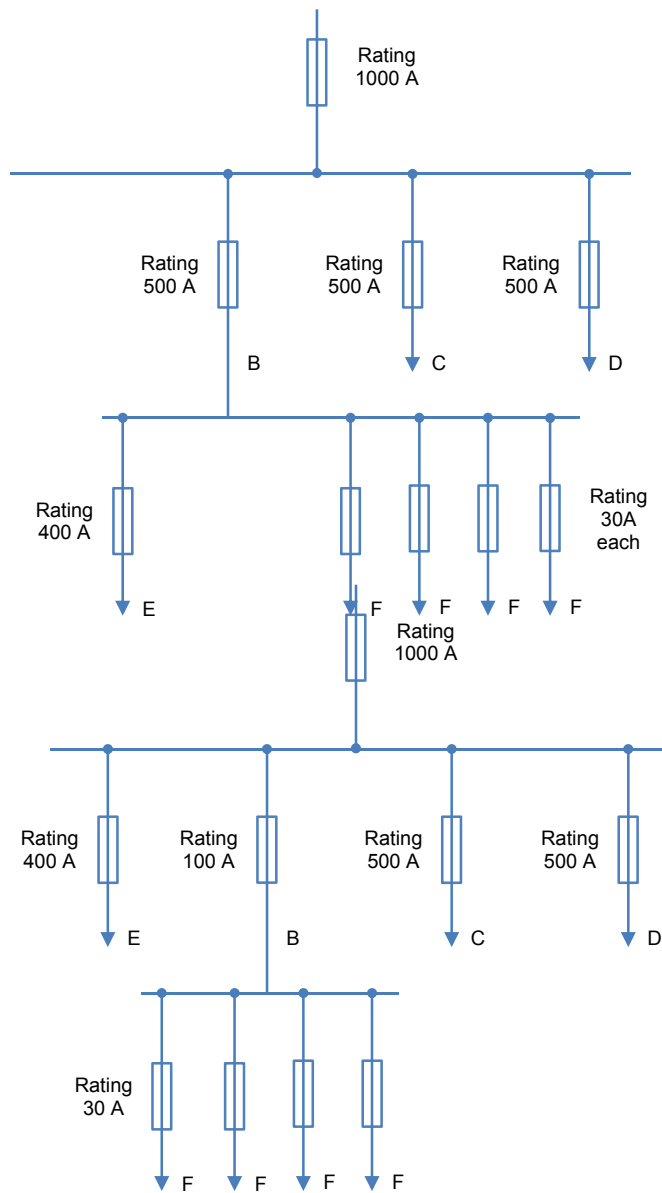 Rating
1000 A
Rating
500 A
Rating
500 A
Rating
500 A
B
C
D
Rating
400 A
Rating
30A
each
E
F
F
F
F
Rating
1000 A
Rating
400 A
Rating
100 A
Rating
500 A
Rating
500 A
E
B
C
D
Rating
30 A
F
F
F
F